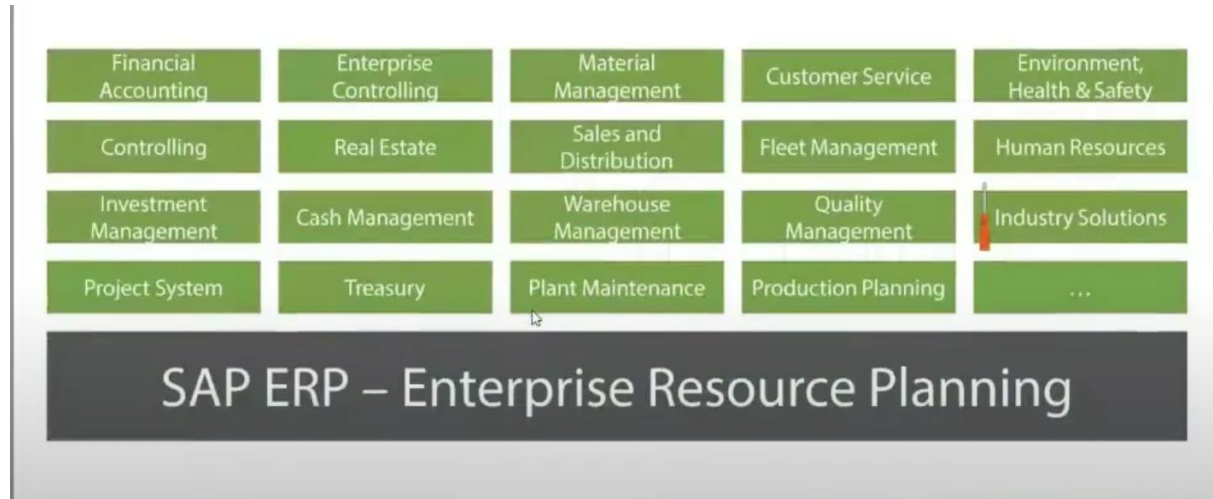 Financial
Accounting
Enterprise
Controlling
Material
Management
Customer Service
Environment,
Health & Safety
Controlling
Real Estate
Sales and
Distribution
Fleet Management
Human Resources
Investment
Management
Cash Management
Warehouse
Management
Quality
Management
Industry Solutions
Project System
Treasury
Plant Maintenance
Production Planning
...
SAP ERP – Enterprise Resource Planning